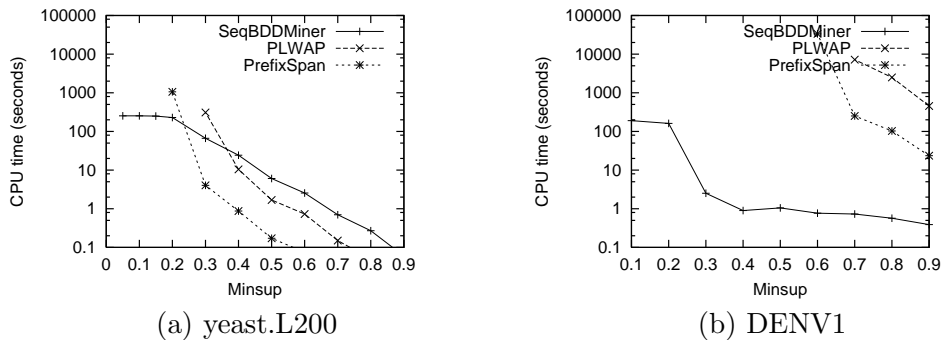 100000
10000
1000
100
10
1
0.1
CPU time (seconds)
SeqBDDMiner
PLWAP
PrefixSpan
0 0.1 0.2 0.3 0.4 0.5 0.6 0.7 0.8 0.9
Minsup
(a) yeast.L200
100000
10000
1000
100
10
1
0.1
CPU time (seconds)
SeqBDDMiner
PLWAP
PrefixSpan
0.1 0.2 0.3 0.4 0.5 0.6 0.7 0.8 0.9
Minsup
(b) DENV1